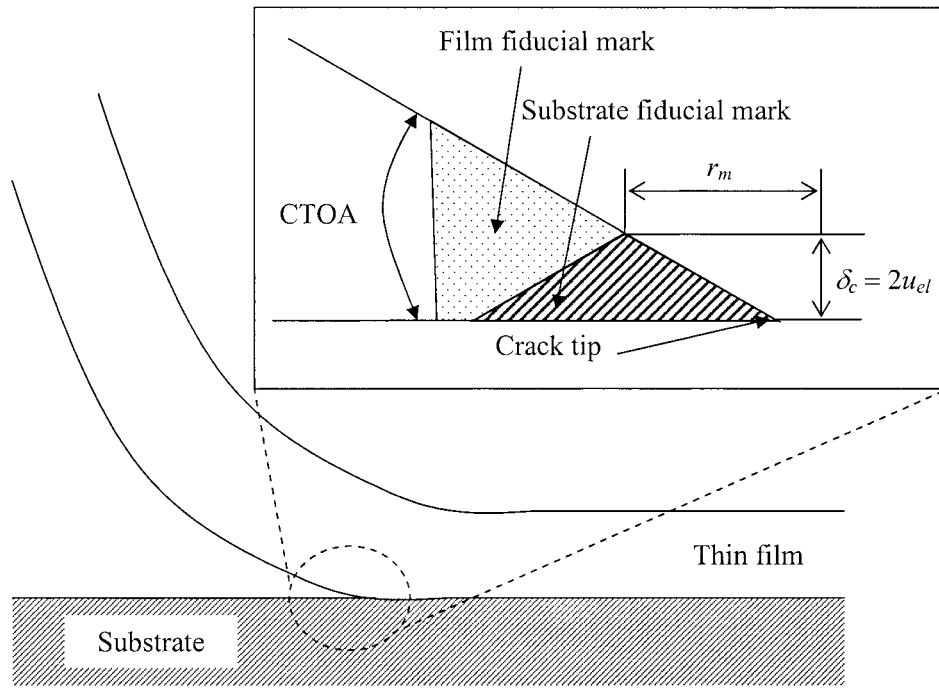 Film fiducial mark
Substrate fiducial mark
r_m
CTOA
δ_c = 2u_el
Crack tip
Thin film
Substrate